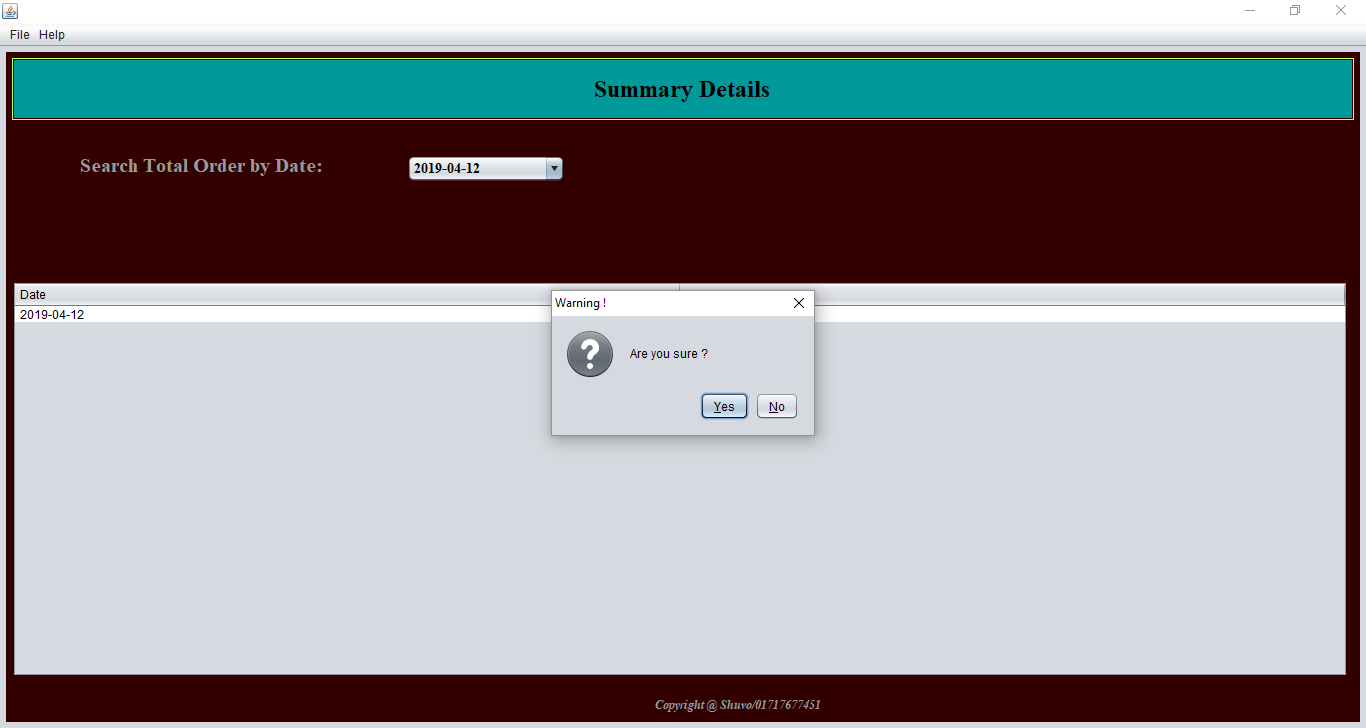 File Help
Summary Details
Search Total Order by Date: 2019-04-12
Date
2019-04-12
Warning !
Are you sure ?
Yes No
Copyright @ Shuvo/01717677451